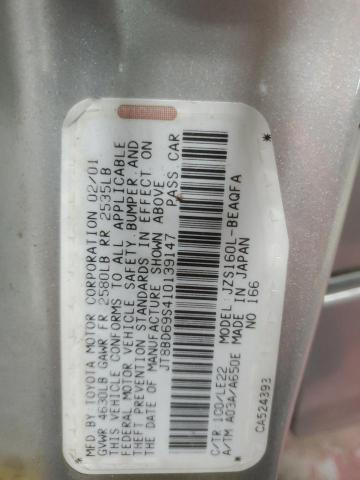 MFD BY TOYOTA MOTOR CORPORATION 02/01
GVWR 4630LB GAWR FR 2580LB RR 2535LB
THIS VEHICLE CONFORMS TO ALL APPLICABLE
FEDERAL MOTOR VEHICLE SAFETY, BUMPER AND
THEFT PREVENTION STANDARDS IN EFFECT ON
THE DATE OF MANUFACTURE SHOWN ABOVE
JT8BD69S410139147 PASS CAR
MODEL: JZS160L-BEAQFA
C/TR 1C0/LE22 MADE IN JAPAN
A/TM A03A/A650E NO 166
CA524393